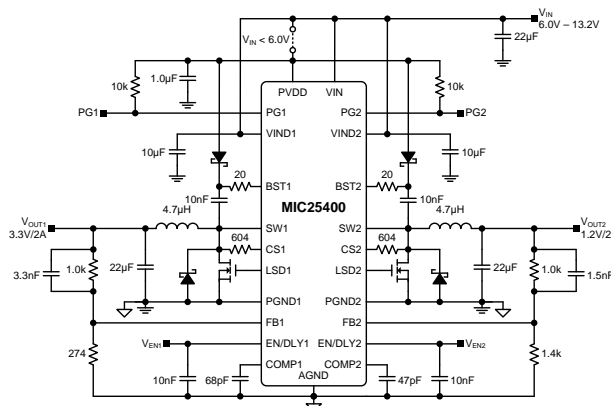 VIN
6.0V – 13.2V
VIN < 6.0V
22µF
10k
1.0µF
PVDD
VIN
10k
PG1
PG1
PG2
PG2
VIND1
VIND2
10µF
10µF
20
20
BST1
BST2
10nF
10nF
MIC25400
4.7µH
4.7µH
VOUT1
3.3V/2A
SW1
SW2
VOUT2
1.2V/2
604
CS1
CS2
604
3.3nF
1.0k
22µF
LSD1
LSD2
22µF
1.0k
1.5nF
PGND1
PGND2
FB1
FB2
274
VEN1
EN/DLY1
EN/DLY2
VEN2
1.4k
10nF
68pF
COMP1
COMP2
47pF
10nF
AGND